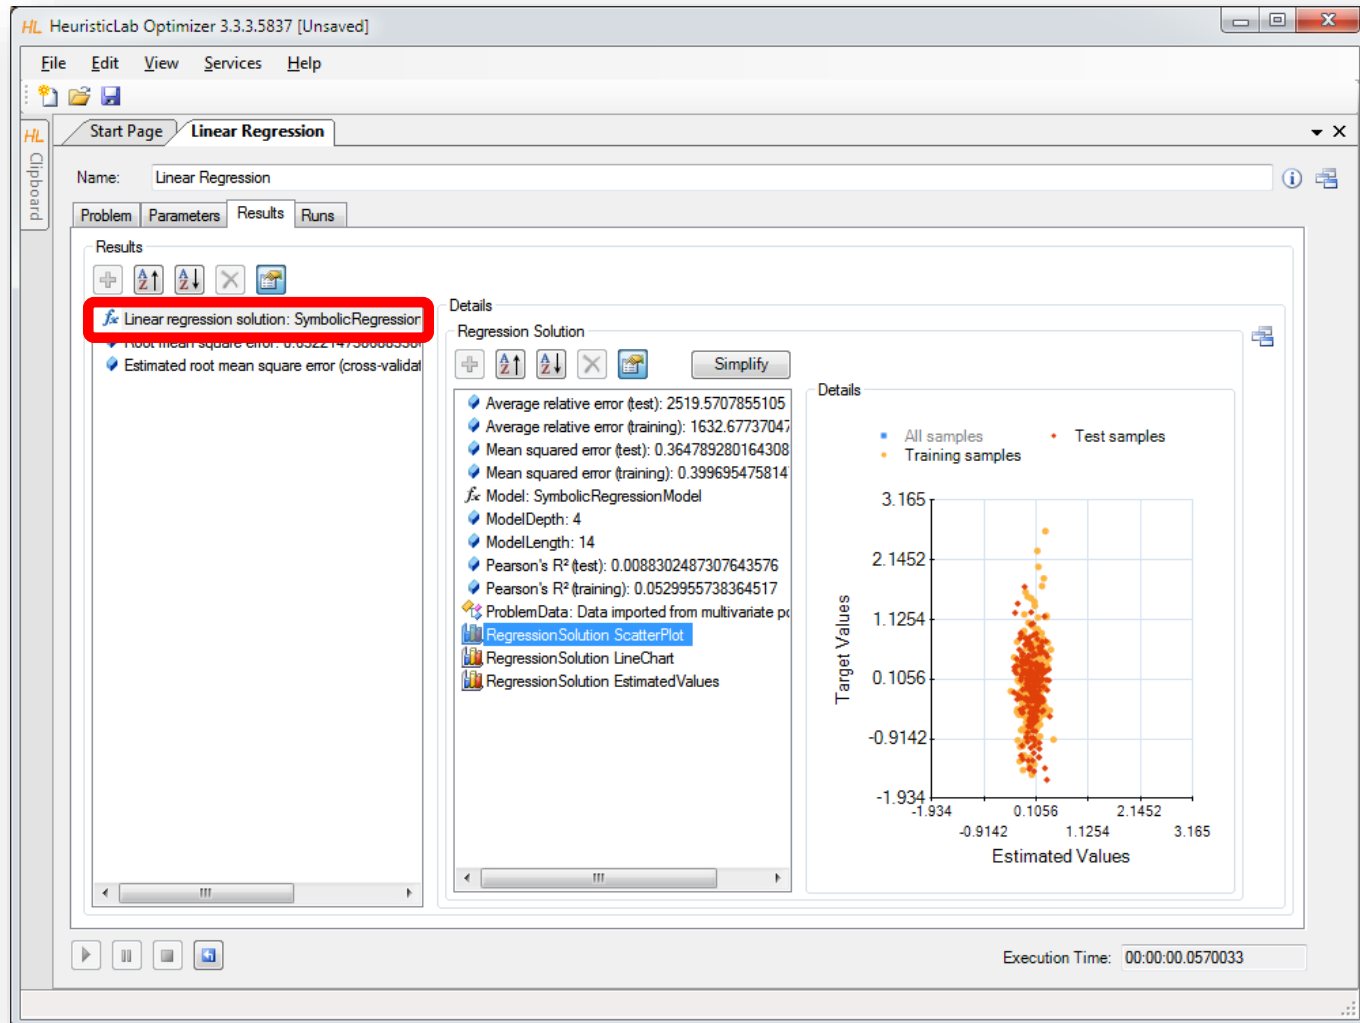 HL HeuristicLab Optimizer 3.3.3.5837 [Unsaved]
File Edit View Services Help
HL Clipboard
Start Page Linear Regression
Name: Linear Regression
Problem Parameters Results Runs
Results
Linear regression solution: SymbolicRegression
Root mean square error:
Estimated root mean square error (cross-validat
Details
Regression Solution
Simplify
Average relative error (test): 2519.5707855105
Average relative error (training): 1632.67737047
Mean squared error (test): 0.364789280164308
Mean squared error (training): 0.399695475814
Model: SymbolicRegressionModel
ModelDepth: 4
ModelLength: 14
Pearson's R² (test): 0.0088302487307643576
Pearson's R² (training): 0.0529955738364517
ProblemData: Data imported from multivariate po
RegressionSolution ScatterPlot
RegressionSolution LineChart
RegressionSolution EstimatedValues
Details
All samples Test samples
Training samples
3.165
2.1452
1.1254
0.1056
-0.9142
-1.934
Target Values
-1.934 0.1056 2.1452
-0.9142 1.1254 3.165
Estimated Values
Execution Time: 00:00:00.0570033